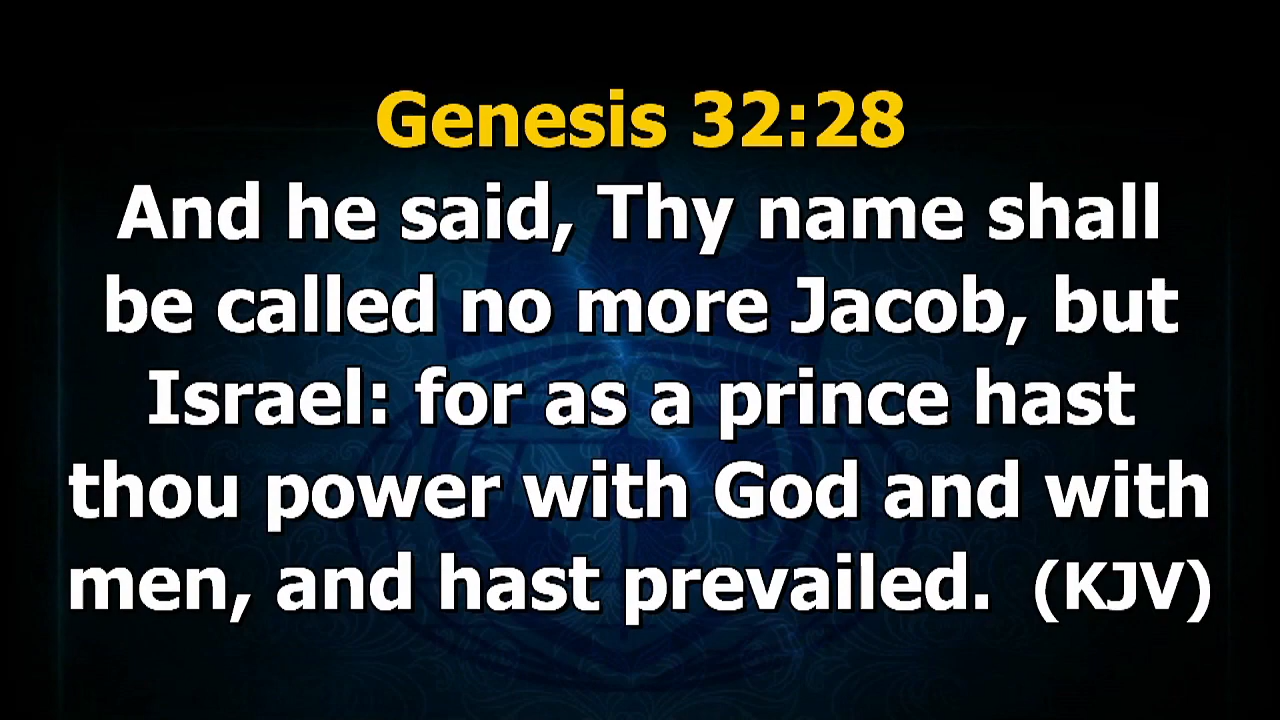 Genesis 32:28
And he said, Thy name shall
be called no more Jacob, but
Israel: for as a prince hast
thou power with God and with
men, and hast prevailed. (KJV)